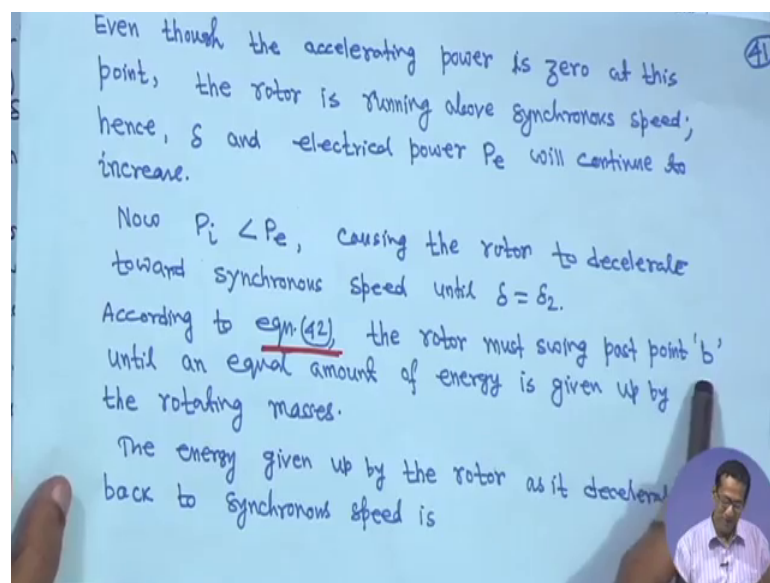 Even though the accelerating power is zero at this
point, the rotor is running above synchronous speed;
hence, δ and electrical power Pe will continue to
increase.
Now Pi < Pe, causing the rotor to decelerate
toward synchronous speed until δ = δ2.
According to eqn.(42), the rotor must swing past point 'b'
until an equal amount of energy is given up by
the rotating masses.
The energy given up by the rotor as it decelera
back to synchronous speed is
41